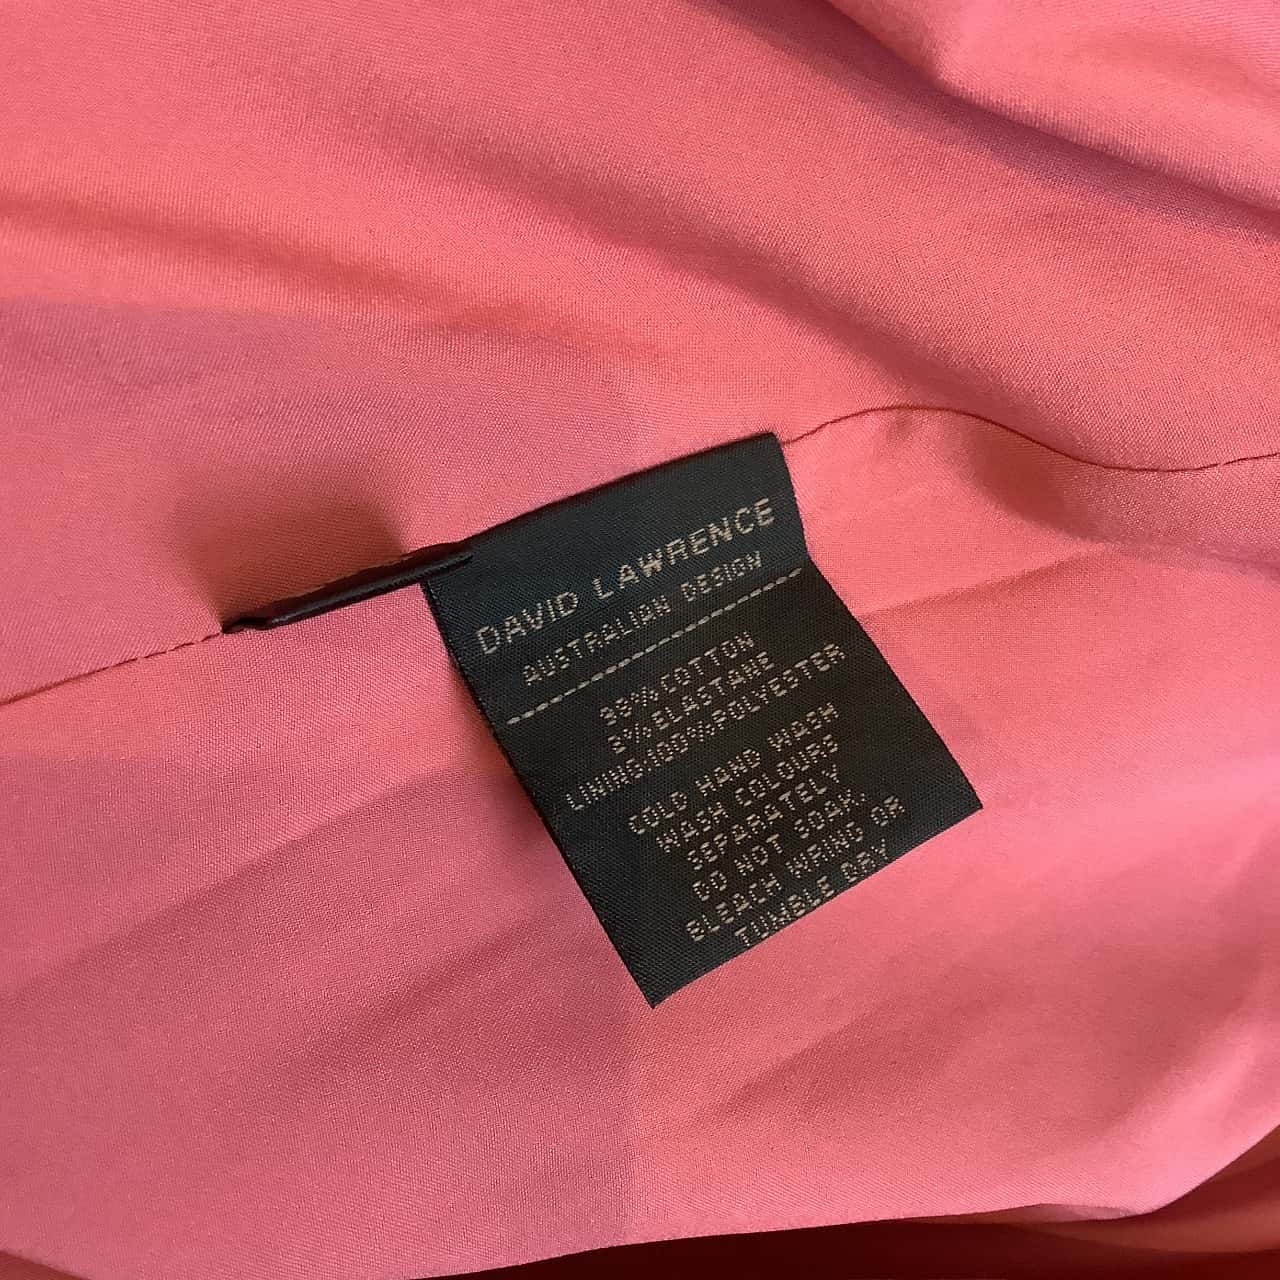 DAVID LAWRENCE
AUSTRALIAN DESIGN
98% COTTON
2% ELASTANE
LINING:100%POLYESTER
COLD HAND WASH
WASH COLOURS
SEPARATELY
DO NOT SOAK,
BLEACH WRING OR
TUMBLE DRY